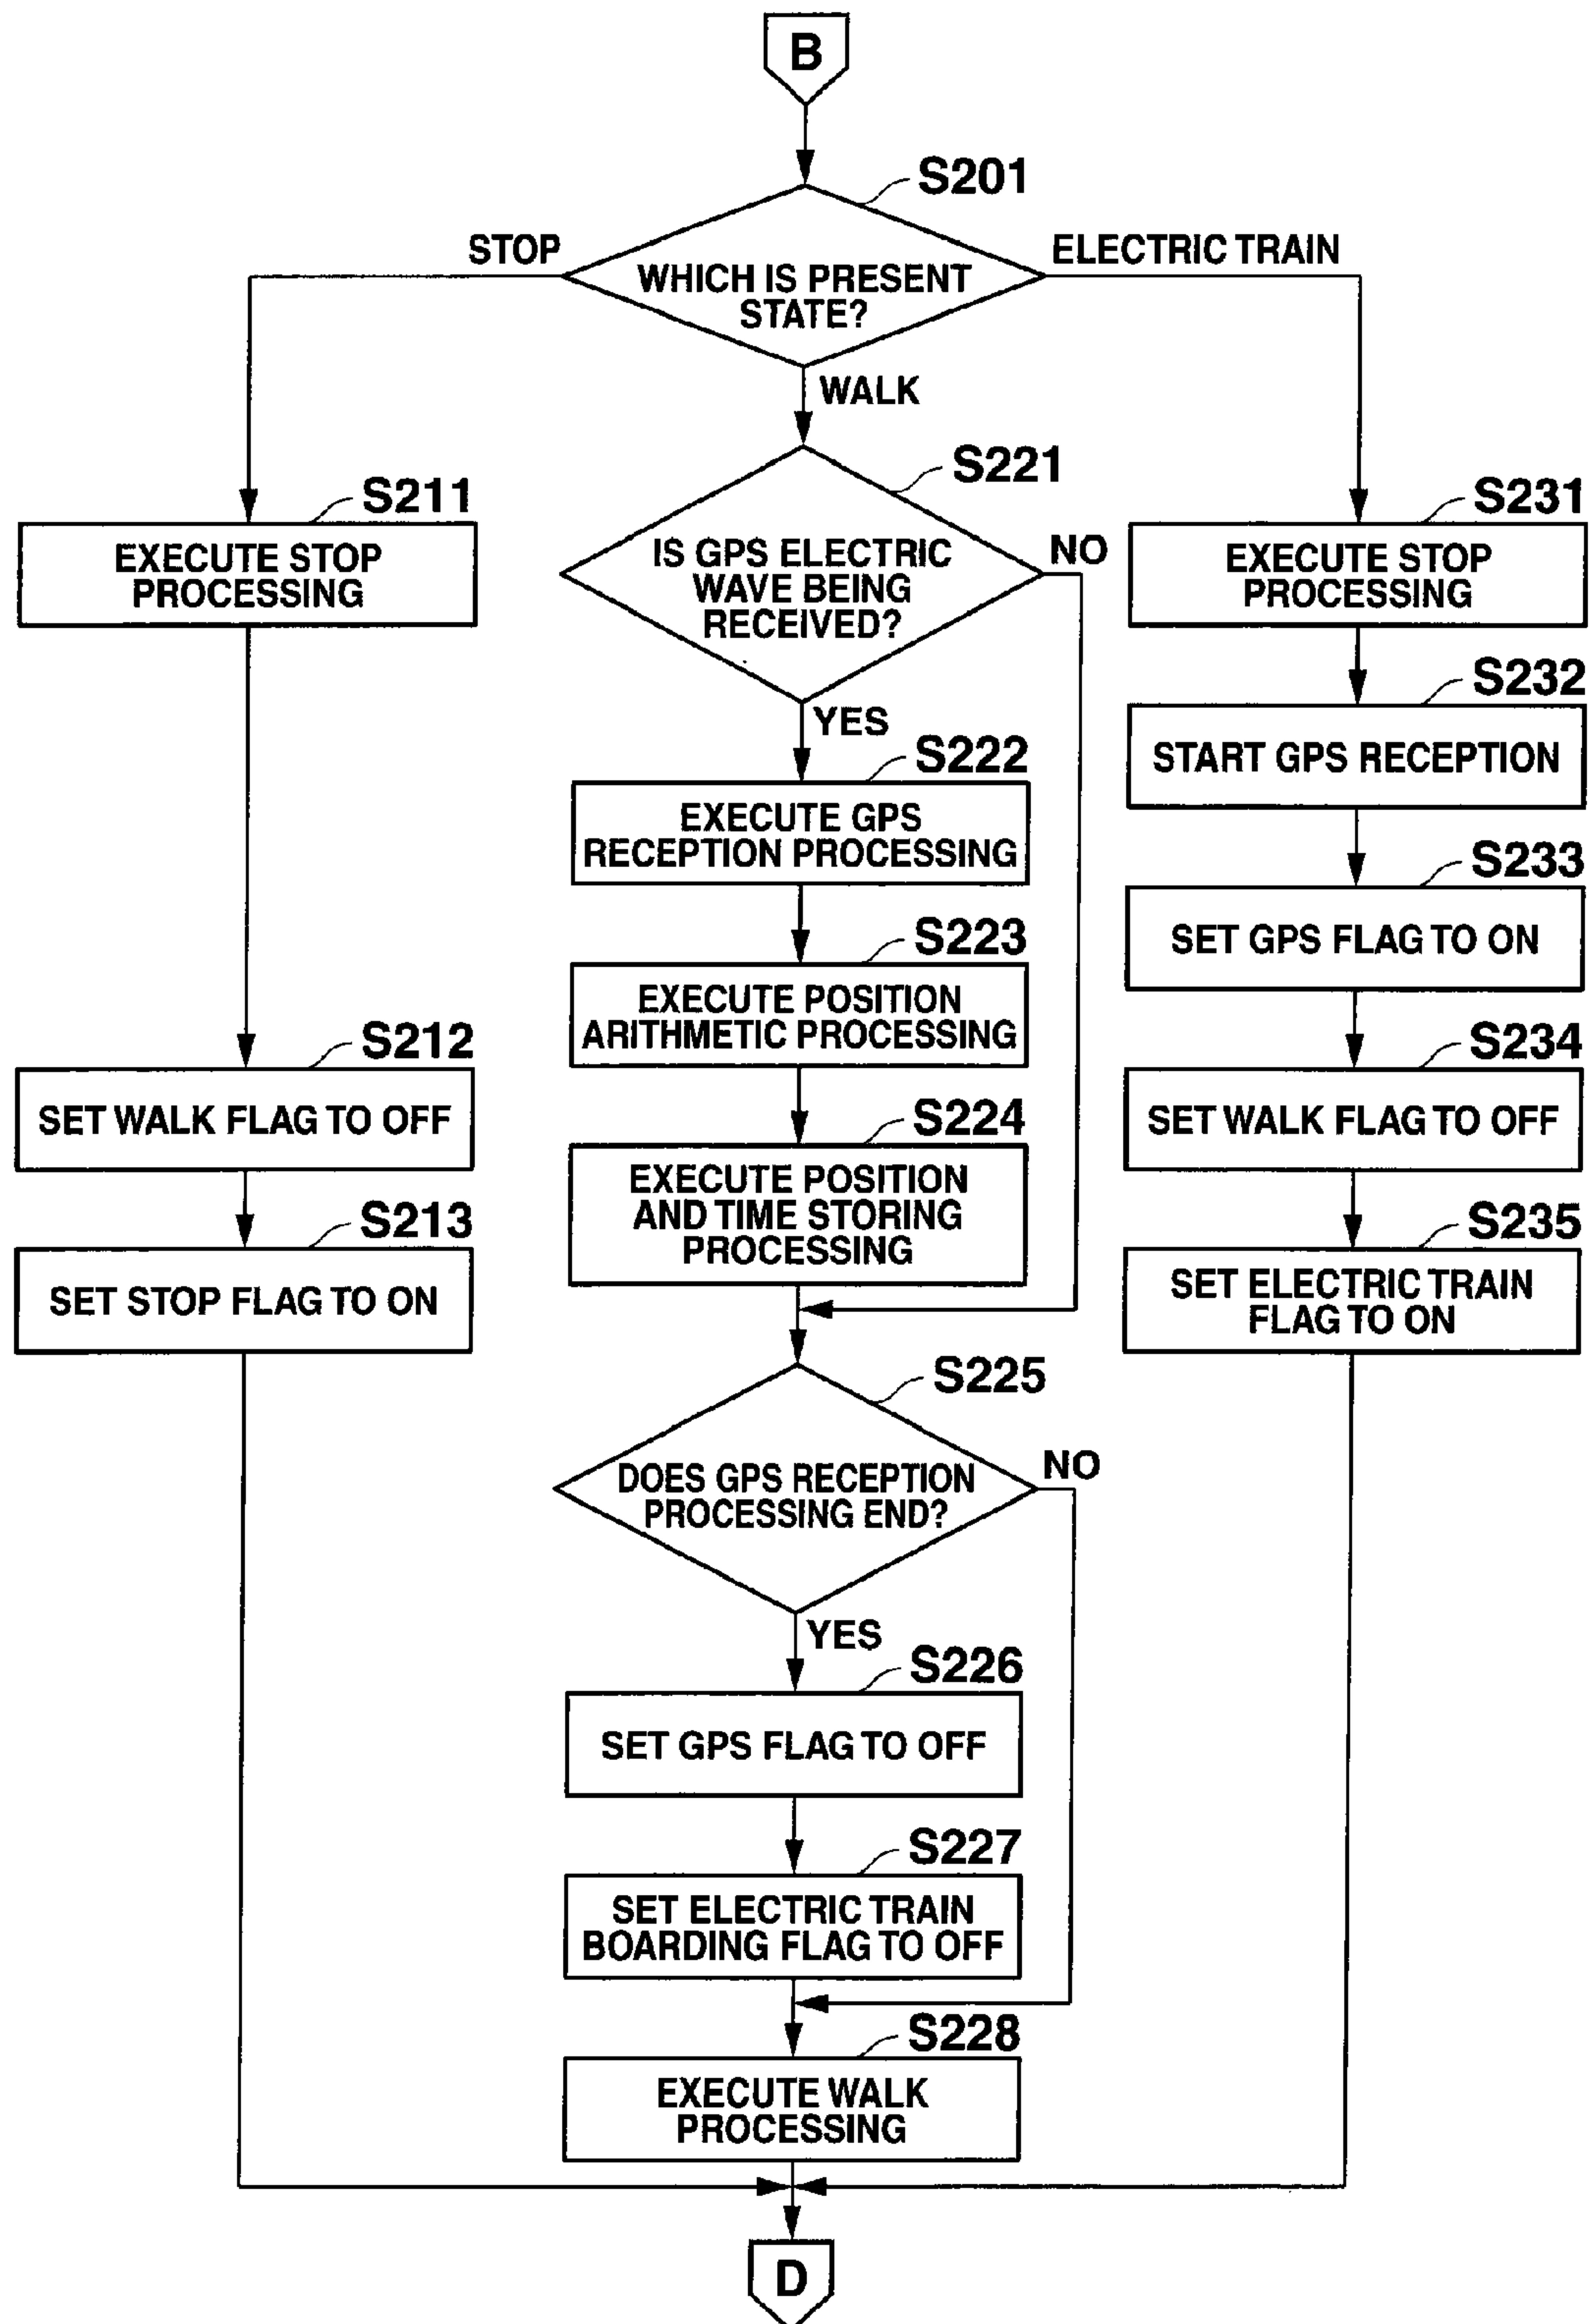 B
S201
STOP
ELECTRIC TRAIN
WHICH IS PRESENT
STATE?
WALK
S211
EXECUTE STOP
PROCESSING
S212
SET WALK FLAG TO OFF
S213
SET STOP FLAG TO ON
S221
IS GPS ELECTRIC
WAVE BEING
RECEIVED?
NO
YES
S222
EXECUTE GPS
RECEPTION PROCESSING
S223
EXECUTE POSITION
ARITHMETIC PROCESSING
S224
EXECUTE POSITION
AND TIME STORING
PROCESSING
S225
DOES GPS RECEPTION
PROCESSING END?
NO
YES
S226
SET GPS FLAG TO OFF
S227
SET ELECTRIC TRAIN
BOARDING FLAG TO OFF
S228
EXECUTE WALK
PROCESSING
S231
EXECUTE STOP
PROCESSING
S232
START GPS RECEPTION
S233
SET GPS FLAG TO ON
S234
SET WALK FLAG TO OFF
S235
SET ELECTRIC TRAIN
FLAG TO ON
D